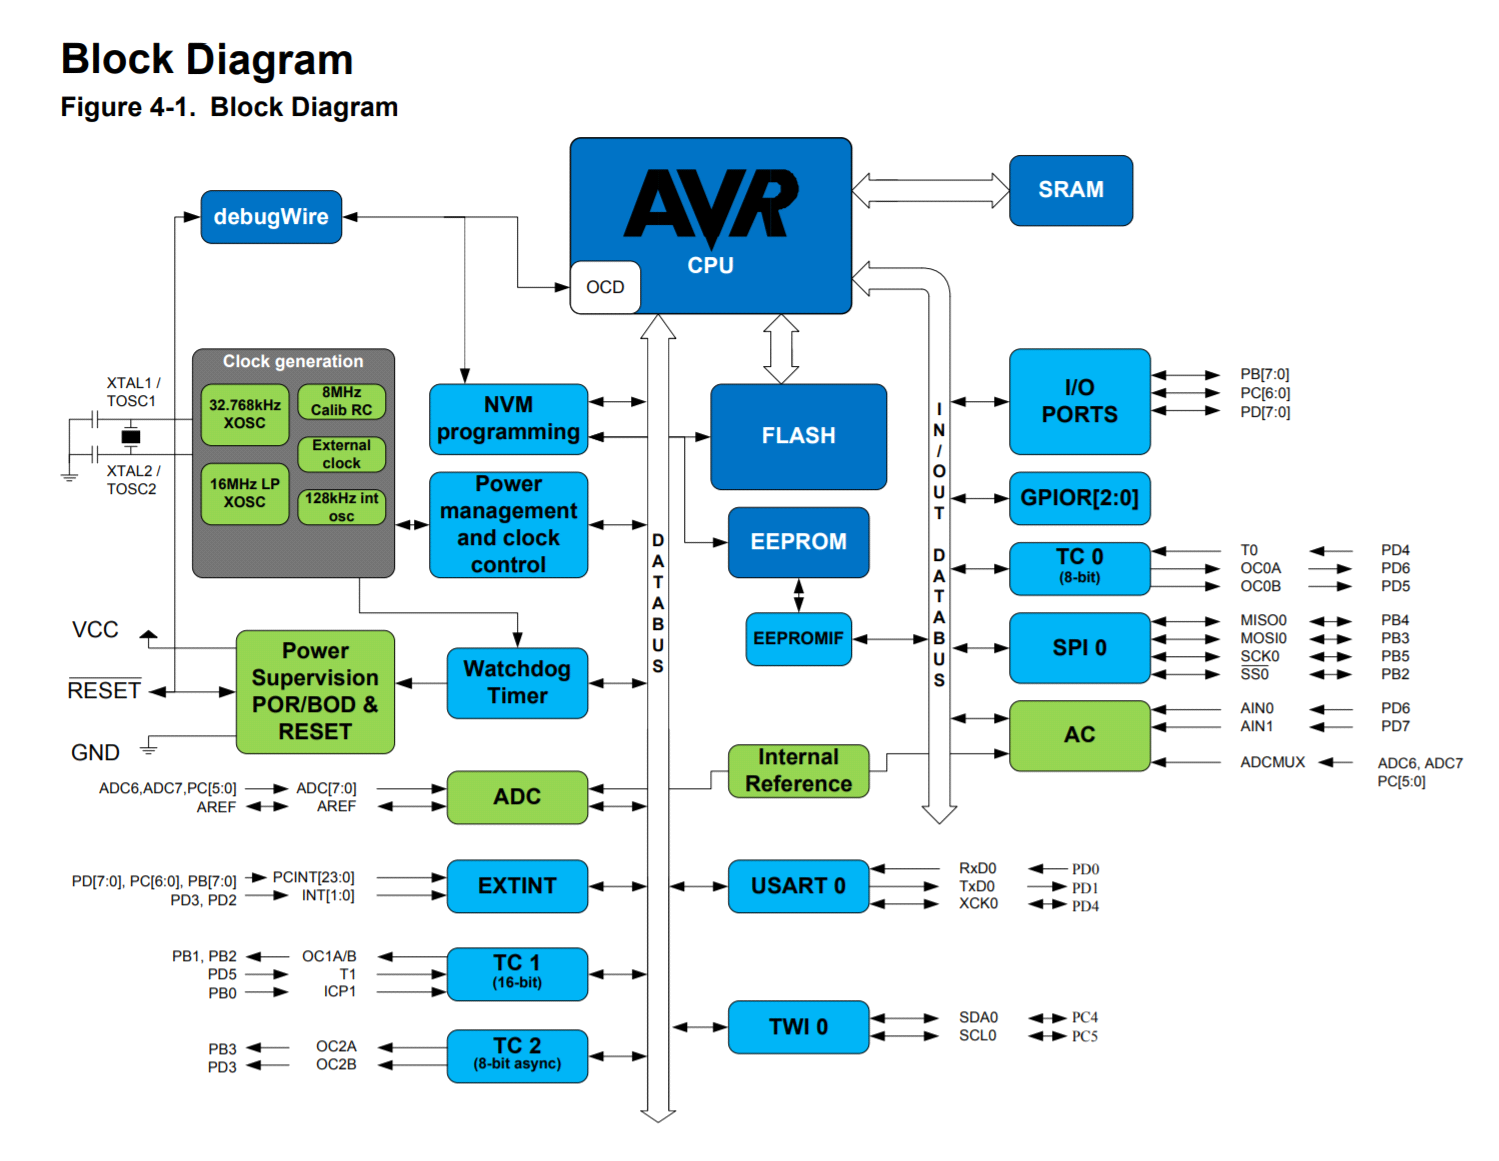 Block Diagram
Figure 4-1. Block Diagram
AVR
CPU
OCD
SRAM
debugWire
Clock generation
32.768kHz
XOSC
8MHz
Calib RC
External
clock
16MHz LP
XOSC
128kHz int
osc
XTAL1 /
TOSC1
XTAL2 /
TOSC2
NVM
programming
FLASH
Power
management
and clock
control
EEPROM
EEPROMIF
DATABUS
IN/OUT
DATABUS
I/O
PORTS
PB[7:0]
PC[6:0]
PD[7:0]
GPIOR[2:0]
TC 0
(8-bit)
T0 PD4
OC0A PD6
OC0B PD5
SPI 0
MISO0 PB4
MOSI0 PB3
SCK0 PB5
SS0 PB2
AC
AIN0 PD6
AIN1 PD7
ADCMUX ADC6, ADC7
PC[5:0]
VCC
RESET
GND
Power
Supervision
POR/BOD &
RESET
Watchdog
Timer
Internal
Reference
ADC6,ADC7,PC[5:0] ADC[7:0]
AREF AREF
ADC
PD[7:0], PC[6:0], PB[7:0] PCINT[23:0]
PD3, PD2 INT[1:0]
EXTINT
USART 0
RxD0 PD0
TxD0 PD1
XCK0 PD4
PB1, PB2 OC1A/B
PD5 T1
PB0 ICP1
TC 1
(16-bit)
TWI 0
SDA0 PC4
SCL0 PC5
PB3 OC2A
PD3 OC2B
TC 2
(8-bit async)